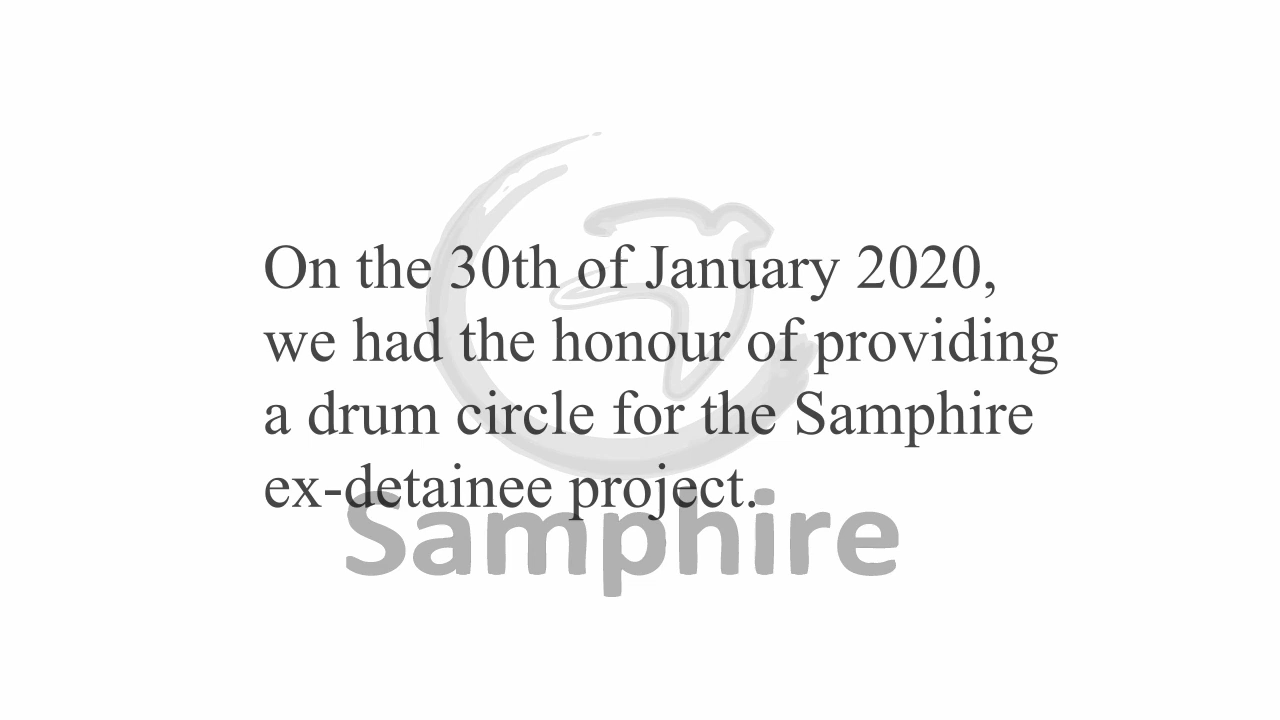 On the 30th of January 2020,
we had the honour of providing
a drum circle for the Samphire
ex-detainee project.
Samphire